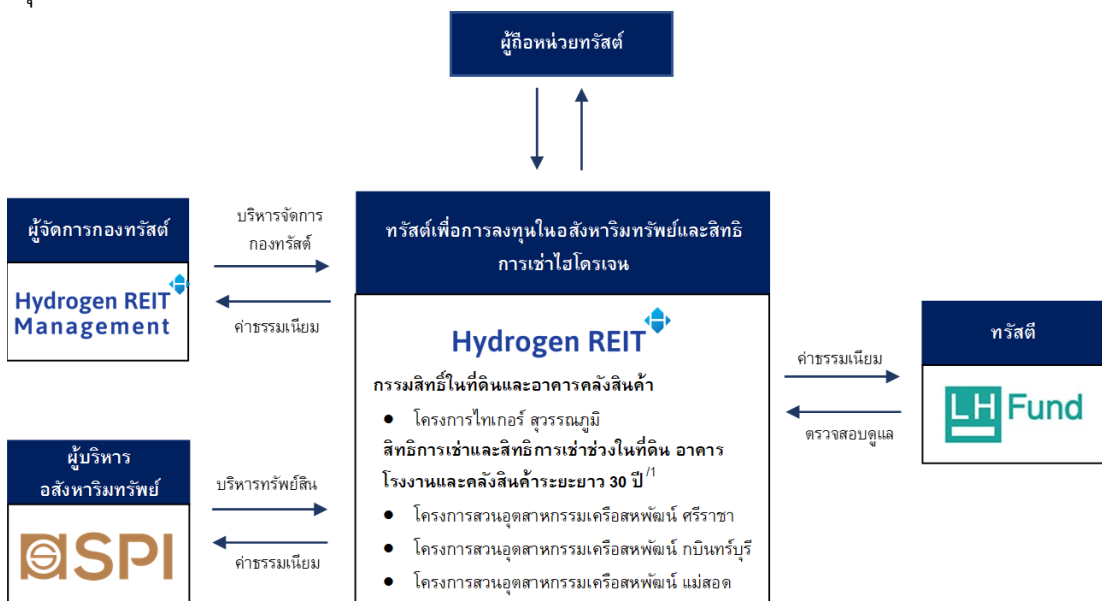 ผู้ถือหน่วยทรัสต์
ผู้จัดการกองทรัสต์
Hydrogen REIT
Management
บริหารจัดการ
กองทรัสต์
ค่าธรรมเนียม
ทรัสต์เพื่อการลงทุนในอสังหาริมทรัพย์และสิทธิ
การเช่าไฮโดรเจน
Hydrogen REIT
กรรมสิทธิ์ในที่ดินและอาคารคลังสินค้า
● โครงการไทเกอร์ สุวรรณภูมิ
สิทธิการเช่าและสิทธิการเช่าช่วงในที่ดิน อาคาร
โรงงานและคลังสินค้าระยะยาว 30 ปี/1
● โครงการสวนอุตสาหกรรมเครือสหพัฒน์ ศรีราชา
● โครงการสวนอุตสาหกรรมเครือสหพัฒน์ กบินทร์บุรี
● โครงการสวนอุตสาหกรรมเครือสหพัฒน์ แม่สอด
ค่าธรรมเนียม
ตรวจสอบดูแล
ทรัสตี
LH Fund
ผู้บริหาร
อสังหาริมทรัพย์
SPI
บริหารทรัพย์สิน
ค่าธรรมเนียม